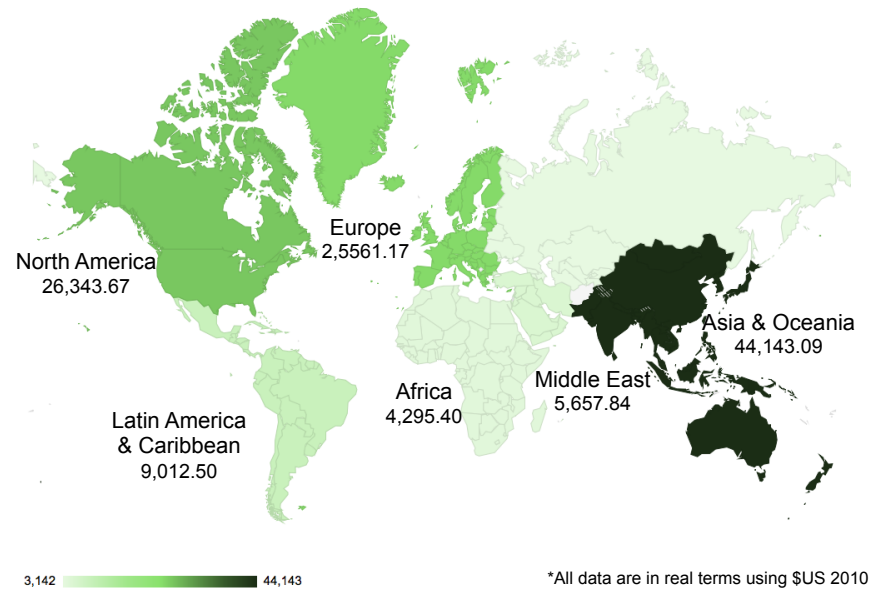 Europe
2,5561.17
North America
26,343.67
Asia & Oceania
44,143.09
Africa
4,295.40
Middle East
5,657.84
Latin America
& Caribbean
9,012.50
3,142
44,143
*All data are in real terms using $US 2010